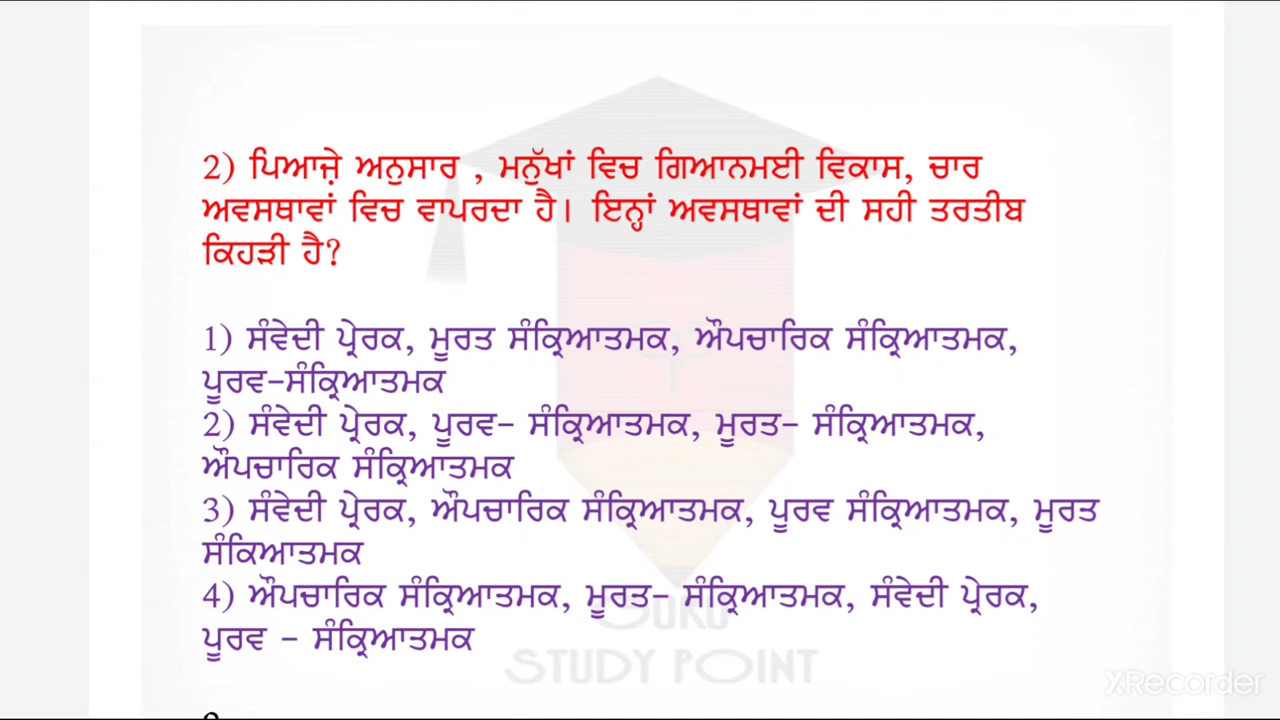 2) ਪਿਆਜ਼ੇ ਅਨੁਸਾਰ , ਮਨੁੱਖਾਂ ਵਿਚ ਗਿਆਨਮਈ ਵਿਕਾਸ, ਚਾਰ
ਅਵਸਥਾਵਾਂ ਵਿਚ ਵਾਪਰਦਾ ਹੈ। ਇਨ੍ਹਾਂ ਅਵਸਥਾਵਾਂ ਦੀ ਸਹੀ ਤਰਤੀਬ
ਕਿਹੜੀ ਹੈ?
1) ਸੰਵੇਦੀ ਪ੍ਰੇਰਕ, ਮੂਰਤ ਸੰਕ੍ਰਿਆਤਮਕ, ਔਪਚਾਰਿਕ ਸੰਕ੍ਰਿਆਤਮਕ,
ਪੂਰਵ-ਸੰਕ੍ਰਿਆਤਮਕ
2) ਸੰਵੇਦੀ ਪ੍ਰੇਰਕ, ਪੂਰਵ- ਸੰਕ੍ਰਿਆਤਮਕ, ਮੂਰਤ- ਸੰਕ੍ਰਿਆਤਮਕ,
ਔਪਚਾਰਿਕ ਸੰਕ੍ਰਿਆਤਮਕ
3) ਸੰਵੇਦੀ ਪ੍ਰੇਰਕ, ਔਪਚਾਰਿਕ ਸੰਕ੍ਰਿਆਤਮਕ, ਪੂਰਵ ਸੰਕ੍ਰਿਆਤਮਕ, ਮੂਰਤ
ਸੰਕਿਆਤਮਕ
4) ਔਪਚਾਰਿਕ ਸੰਕ੍ਰਿਆਤਮਕ, ਮੂਰਤ- ਸੰਕ੍ਰਿਆਤਮਕ, ਸੰਵੇਦੀ ਪ੍ਰੇਰਕ,
ਪੂਰਵ - ਸੰਕ੍ਰਿਆਤਮਕ
GURU
STUDY POINT
XRecorder